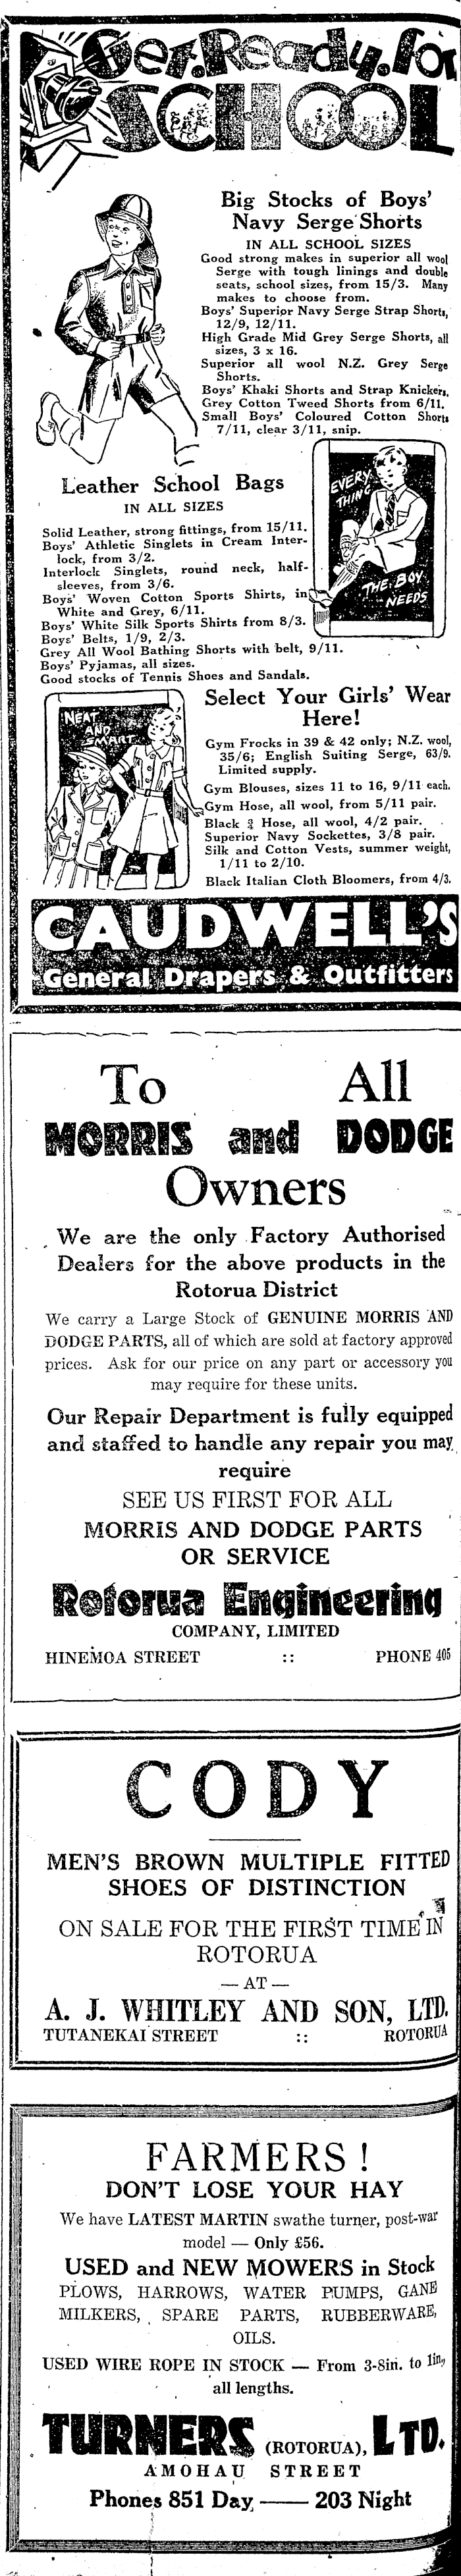 Get Ready for
SCHOOL
Big Stocks of Boys'
Navy Serge Shorts
IN ALL SCHOOL SIZES
Good strong makes in superior all wool
Serge with tough linings and double
seats, school sizes, from 15/3. Many
makes to choose from.
Boys' Superior Navy Serge Strap Shorts,
12/9, 12/11.
High Grade Mid Grey Serge Shorts, all
sizes, 3 x 16.
Superior all wool N.Z. Grey Serge
Shorts.
Boys' Khaki Shorts and Strap Knickers.
Grey Cotton Tweed Shorts from 6/11.
Small Boys' Coloured Cotton Shorts
7/11, clear 3/11, snip.
EVERY
THING
THE BOY
NEEDS
Leather School Bags
IN ALL SIZES
Solid Leather, strong fittings, from 15/11.
Boys' Athletic Singlets in Cream Inter-
lock, from 3/2.
Interlock Singlets, round neck, half-
sleeves, from 3/6.
Boys' Woven Cotton Sports Shirts, in
White and Grey, 6/11.
Boys' White Silk Sports Shirts from 8/3.
Boys' Belts, 1/9, 2/3.
Grey All Wool Bathing Shorts with belt, 9/11.
Boys' Pyjamas, all sizes.
Good stocks of Tennis Shoes and Sandals.
NEAT
AND
SMART
Select Your Girls' Wear
Here!
Gym Frocks in 39 & 42 only; N.Z. wool,
35/6; English Suiting Serge, 63/9.
Limited supply.
Gym Blouses, sizes 11 to 16, 9/11 each.
Gym Hose, all wool, from 5/11 pair.
Black ¾ Hose, all wool, 4/2 pair.
Superior Navy Sockettes, 3/8 pair.
Silk and Cotton Vests, summer weight,
1/11 to 2/10.
Black Italian Cloth Bloomers, from 4/3.
CAUDWELL'S
General Drapers & Outfitters
To All
MORRIS and DODGE
Owners
We are the only Factory Authorised
Dealers for the above products in the
Rotorua District
We carry a Large Stock of GENUINE MORRIS AND
DODGE PARTS, all of which are sold at factory approved
prices. Ask for our price on any part or accessory you
may require for these units.
Our Repair Department is fully equipped
and staffed to handle any repair you may
require
SEE US FIRST FOR ALL
MORRIS AND DODGE PARTS
OR SERVICE
Rotorua Engineering
COMPANY, LIMITED
HINEMOA STREET :: PHONE 405
CODY
MEN'S BROWN MULTIPLE FITTED
SHOES OF DISTINCTION
ON SALE FOR THE FIRST TIME IN
ROTORUA
— AT —
A. J. WHITLEY AND SON, LTD.
TUTANEKAI STREET :: ROTORUA
FARMERS!
DON'T LOSE YOUR HAY
We have LATEST MARTIN swathe turner, post-war
model — Only £56.
USED and NEW MOWERS in Stock
PLOWS, HARROWS, WATER PUMPS, GANE
MILKERS, SPARE PARTS, RUBBERWARE,
OILS.
USED WIRE ROPE IN STOCK — From 3-8in. to 1in.,
all lengths.
TURNERS (ROTORUA), LTD.
AMOHAU STREET
Phones 851 Day —— 203 Night